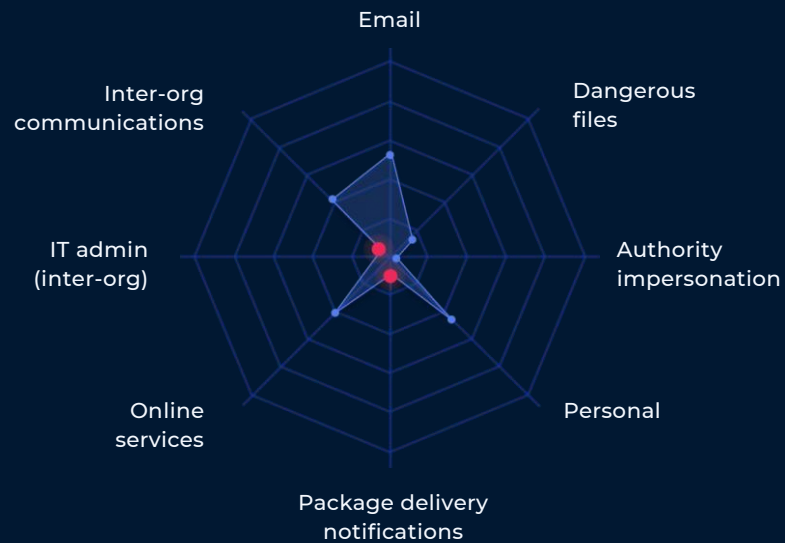 Email
Inter-org
communications
Dangerous
files
IT admin
(inter-org)
Authority
impersonation
Online
services
Personal
Package delivery
notifications